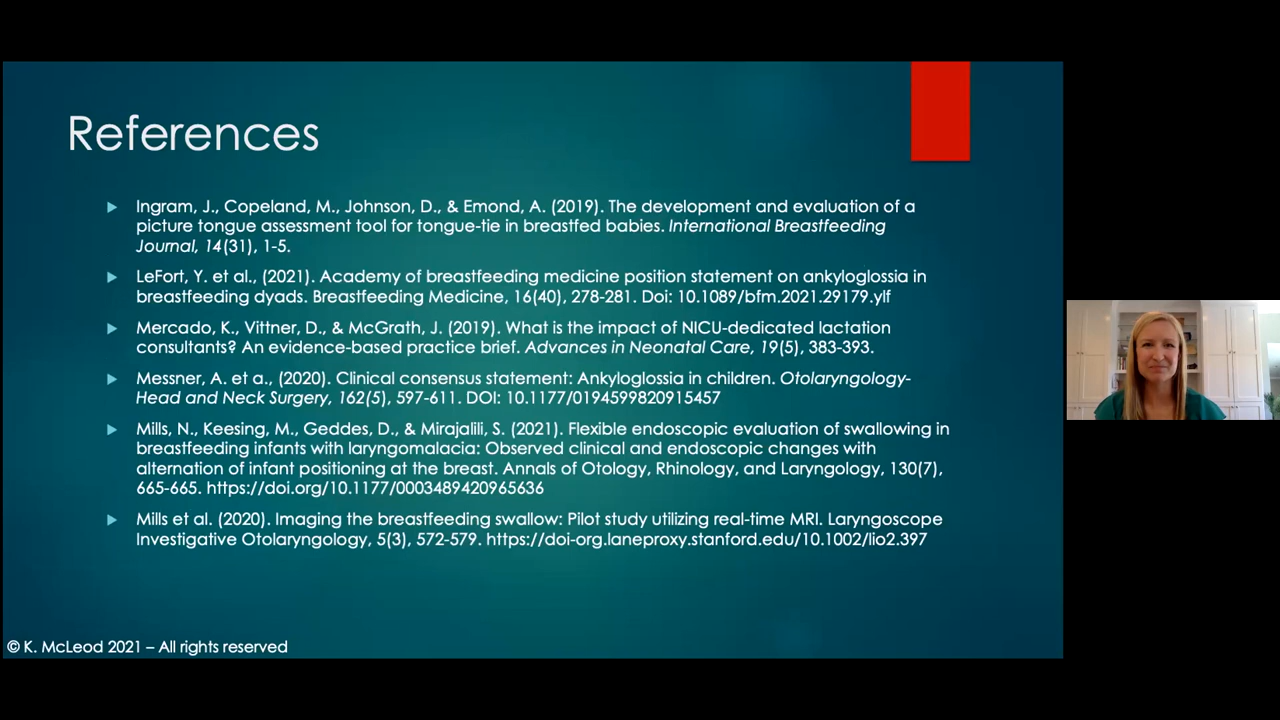 References
Ingram, J., Copeland, M., Johnson, D., & Emond, A. (2019). The development and evaluation of a
picture tongue assessment tool for tongue-tie in breastfed babies. International Breastfeeding
Journal, 14(31), 1-5.
LeFort, Y. et al., (2021). Academy of breastfeeding medicine position statement on ankyloglossia in
breastfeeding dyads. Breastfeeding Medicine, 16(40), 278-281. Doi: 10.1089/bfm.2021.29179.ylf
Mercado, K., Vittner, D., & McGrath, J. (2019). What is the impact of NICU-dedicated lactation
consultants? An evidence-based practice brief. Advances in Neonatal Care, 19(5), 383-393.
Messner, A. et a., (2020). Clinical consensus statement: Ankyloglossia in children. Otolaryngology-
Head and Neck Surgery, 162(5), 597-611. DOI: 10.1177/0194599820915457
Mills, N., Keesing, M., Geddes, D., & Mirajalili, S. (2021). Flexible endoscopic evaluation of swallowing in
breastfeeding infants with laryngomalacia: Observed clinical and endoscopic changes with
alternation of infant positioning at the breast. Annals of Otology, Rhinology, and Laryngology, 130(7),
665-665. https://doi.org/10.1177/0003489420965636
Mills et al. (2020). Imaging the breastfeeding swallow: Pilot study utilizing real-time MRI. Laryngoscope
Investigative Otolaryngology, 5(3), 572-579. https://doi-org.laneproxy.stanford.edu/10.1002/lio2.397
© K. McLeod 2021 – All rights reserved